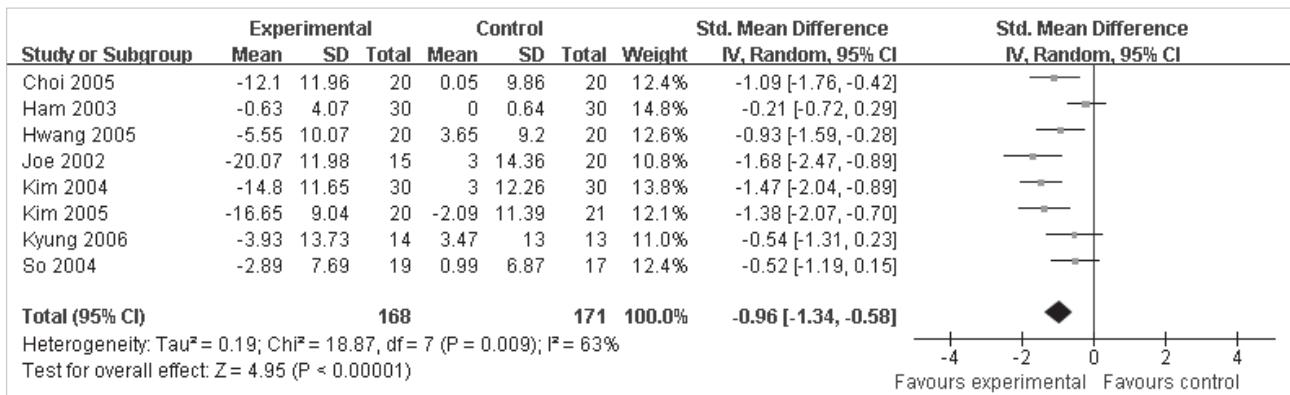 Experimental Control Std. Mean Difference Std. Mean Difference
Study or Subgroup Mean SD Total Mean SD Total Weight IV, Random, 95% CI IV, Random, 95% CI
Choi 2005 -12.1 11.96 20 0.05 9.86 20 12.4% -1.09 [-1.76, -0.42]
Ham 2003 -0.63 4.07 30 0 0.64 30 14.8% -0.21 [-0.72, 0.29]
Hwang 2005 -5.55 10.07 20 3.65 9.2 20 12.6% -0.93 [-1.59, -0.28]
Joe 2002 -20.07 11.98 15 3 14.36 20 10.8% -1.68 [-2.47, -0.89]
Kim 2004 -14.8 11.65 30 3 12.26 30 13.8% -1.47 [-2.04, -0.89]
Kim 2005 -16.65 9.04 20 -2.09 11.39 21 12.1% -1.38 [-2.07, -0.70]
Kyung 2006 -3.93 13.73 14 3.47 13 13 11.0% -0.54 [-1.31, 0.23]
So 2004 -2.89 7.69 19 0.99 6.87 17 12.4% -0.52 [-1.19, 0.15]
Total (95% CI) 168 171 100.0% -0.96 [-1.34, -0.58]
Heterogeneity: Tau² = 0.19; Chi² = 18.87, df = 7 (P = 0.009); I² = 63%
Test for overall effect: Z = 4.95 (P < 0.00001)
-4 -2 0 2 4
Favours experimental Favours control